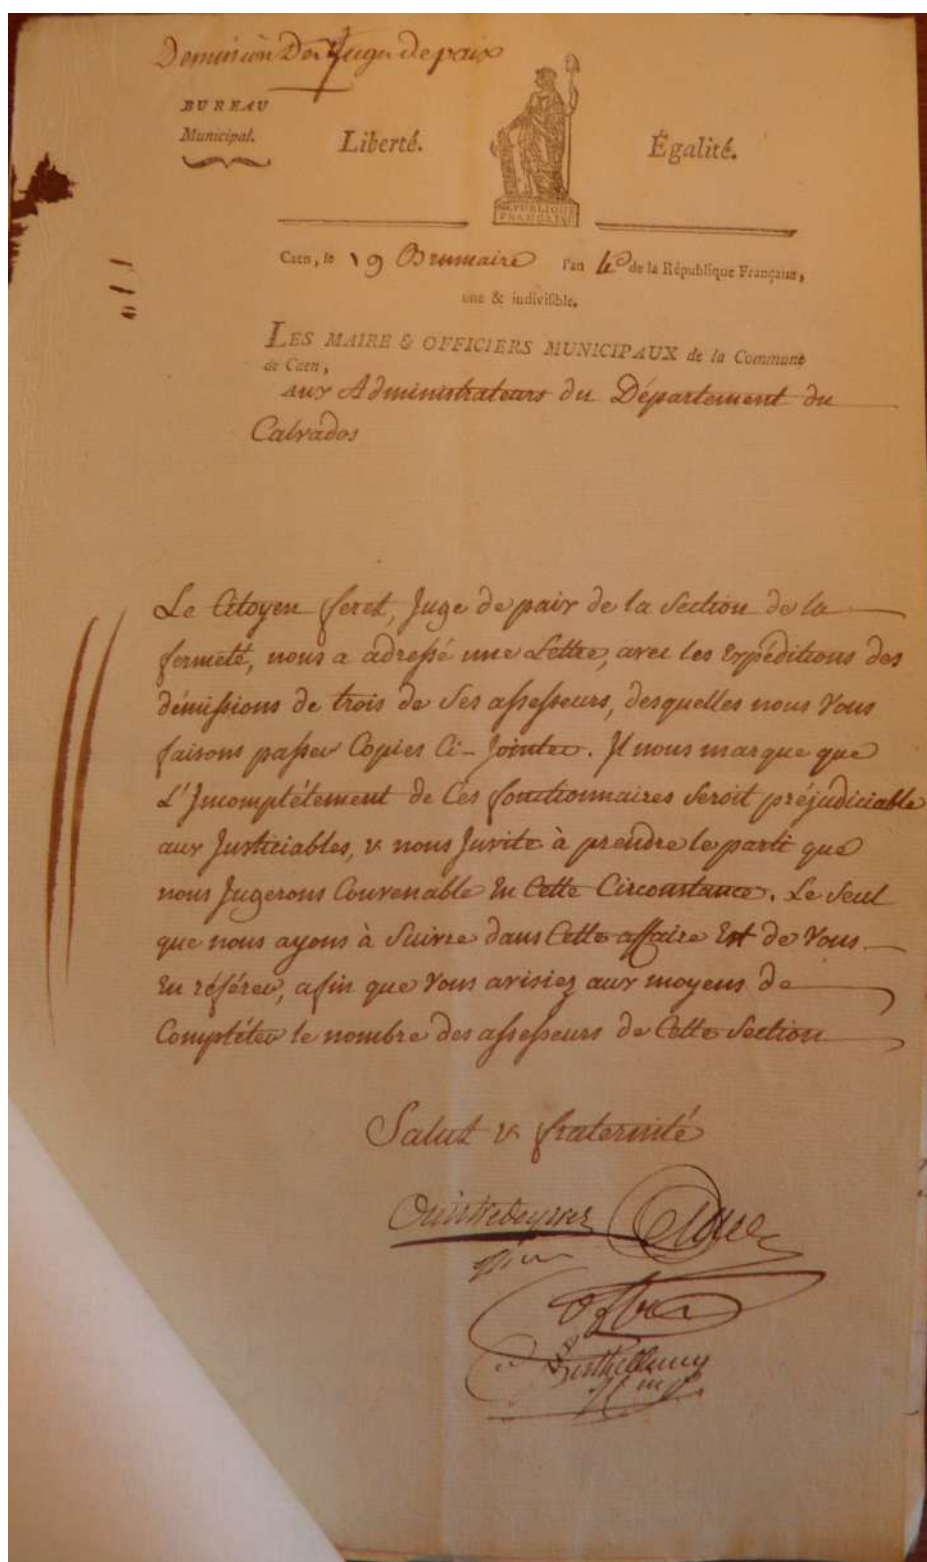 Demission Des Juges de paix
BUREAU
Municipal.
Liberté.
Égalité.
RÉPUBLIQUE
FRANÇAISE
Caen, le 19 Brumaire l'an 4e de la République Française,
une & indivisible.
LES MAIRE & OFFICIERS MUNICIPAUX de la Commune
de Caen,
aux Administrateurs du Département du
Calvados
Le Citoyen feret, Juge de paix de la Section de la
fermeté, nous a adressé une Lettre, avec les Expéditions des
démissions de trois de Ses assesseurs, desquelles nous Vous
faisons passer Copies Ci-Jointes. Il nous marque que
L'Incomplétement de Ces fonctionnaires Seroit préjudiciable
aux Justiciables, & nous Invite à prendre le parti que
nous Jugerons Convenable En Cette Circonstance. Le Seul
que nous ayons à Suivre dans Cette affaire Est de Vous
En référer, afin que Vous avisiez aux moyens de
Compléter le nombre des assesseurs de Cette Section
Salut & fraternité